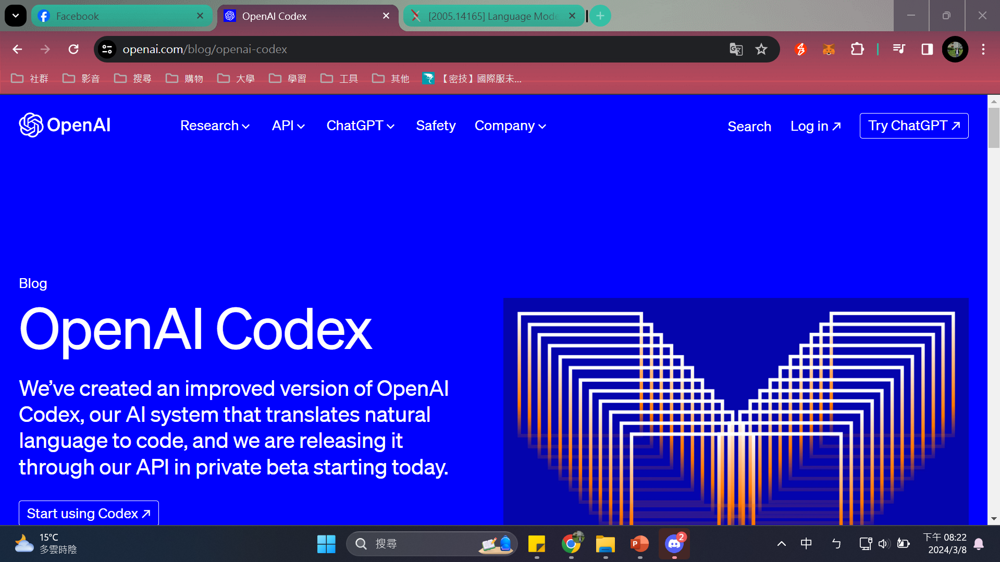 Facebook
OpenAI Codex
[2005.14165] Language Mode
openai.com/blog/openai-codex
社群
影音
搜尋
購物
大學
學習
工具
其他
【密技】國際服未...
OpenAI
Research
API
ChatGPT
Safety
Company
Search
Log in ↗
Try ChatGPT ↗
Blog
OpenAI Codex
We’ve created an improved version of OpenAI
Codex, our AI system that translates natural
language to code, and we are releasing it
through our API in private beta starting today.
Start using Codex ↗
15°C
多雲時陰
搜尋
P
2
中
ㄅ
下午 08:22
2024/3/8